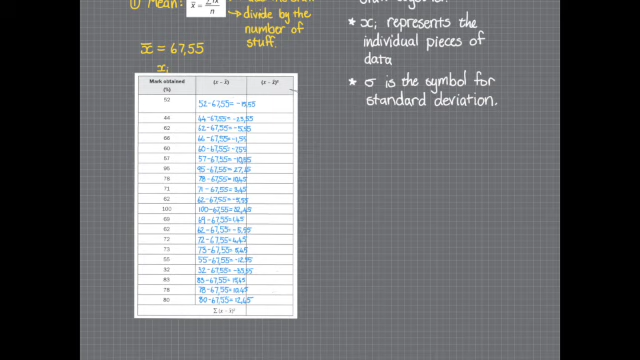 ① Mean: x̄ = Σx
n
→ divide by the
number of
stuff.
x̄ = 67,55
xᵢ
Mark obtained (%) (x − x̄) (x − x̄)²
52 52 − 67,55 = −15,55
44 44 − 67,55 = −23,55
62 62 − 67,55 = −5,55
66 66 − 67,55 = −1,55
60 60 − 67,55 = −7,55
57 57 − 67,55 = −10,55
95 95 − 67,55 = 27,45
78 78 − 67,55 = 10,45
71 71 − 67,55 = 3,45
62 62 − 67,55 = −5,55
100 100 − 67,55 = 32,45
69 69 − 67,55 = 1,45
62 62 − 67,55 = −5,55
72 72 − 67,55 = 4,45
73 73 − 67,55 = 5,45
55 55 − 67,55 = −12,55
32 32 − 67,55 = −35,55
83 83 − 67,55 = 15,45
78 78 − 67,55 = 10,45
80 80 − 67,55 = 12,45
Σ (x − x̄)²
* xᵢ represents the
individual pieces of
data
* σ is the symbol for
standard deviation.